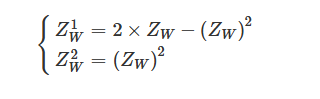 Z_W^1 = 2 × Z_W − (Z_W)^2
Z_W^2 = (Z_W)^2